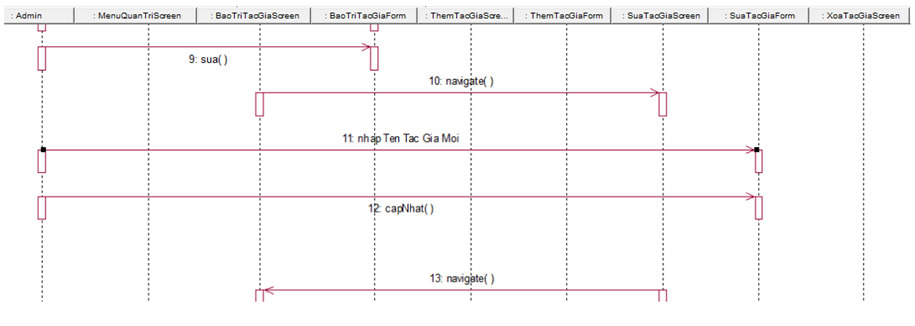 : Admin
: MenuQuanTriScreen
: BaoTriTacGiaScreen
: BaoTriTacGiaForm
: ThemTacGiaScre...
: ThemTacGiaForm
: SuaTacGiaScreen
: SuaTacGiaForm
: XoaTacGiaScreen
9: sua( )
10: navigate( )
11: nhap Ten Tac Gia Moi
12: capNhat( )
13: navigate( )